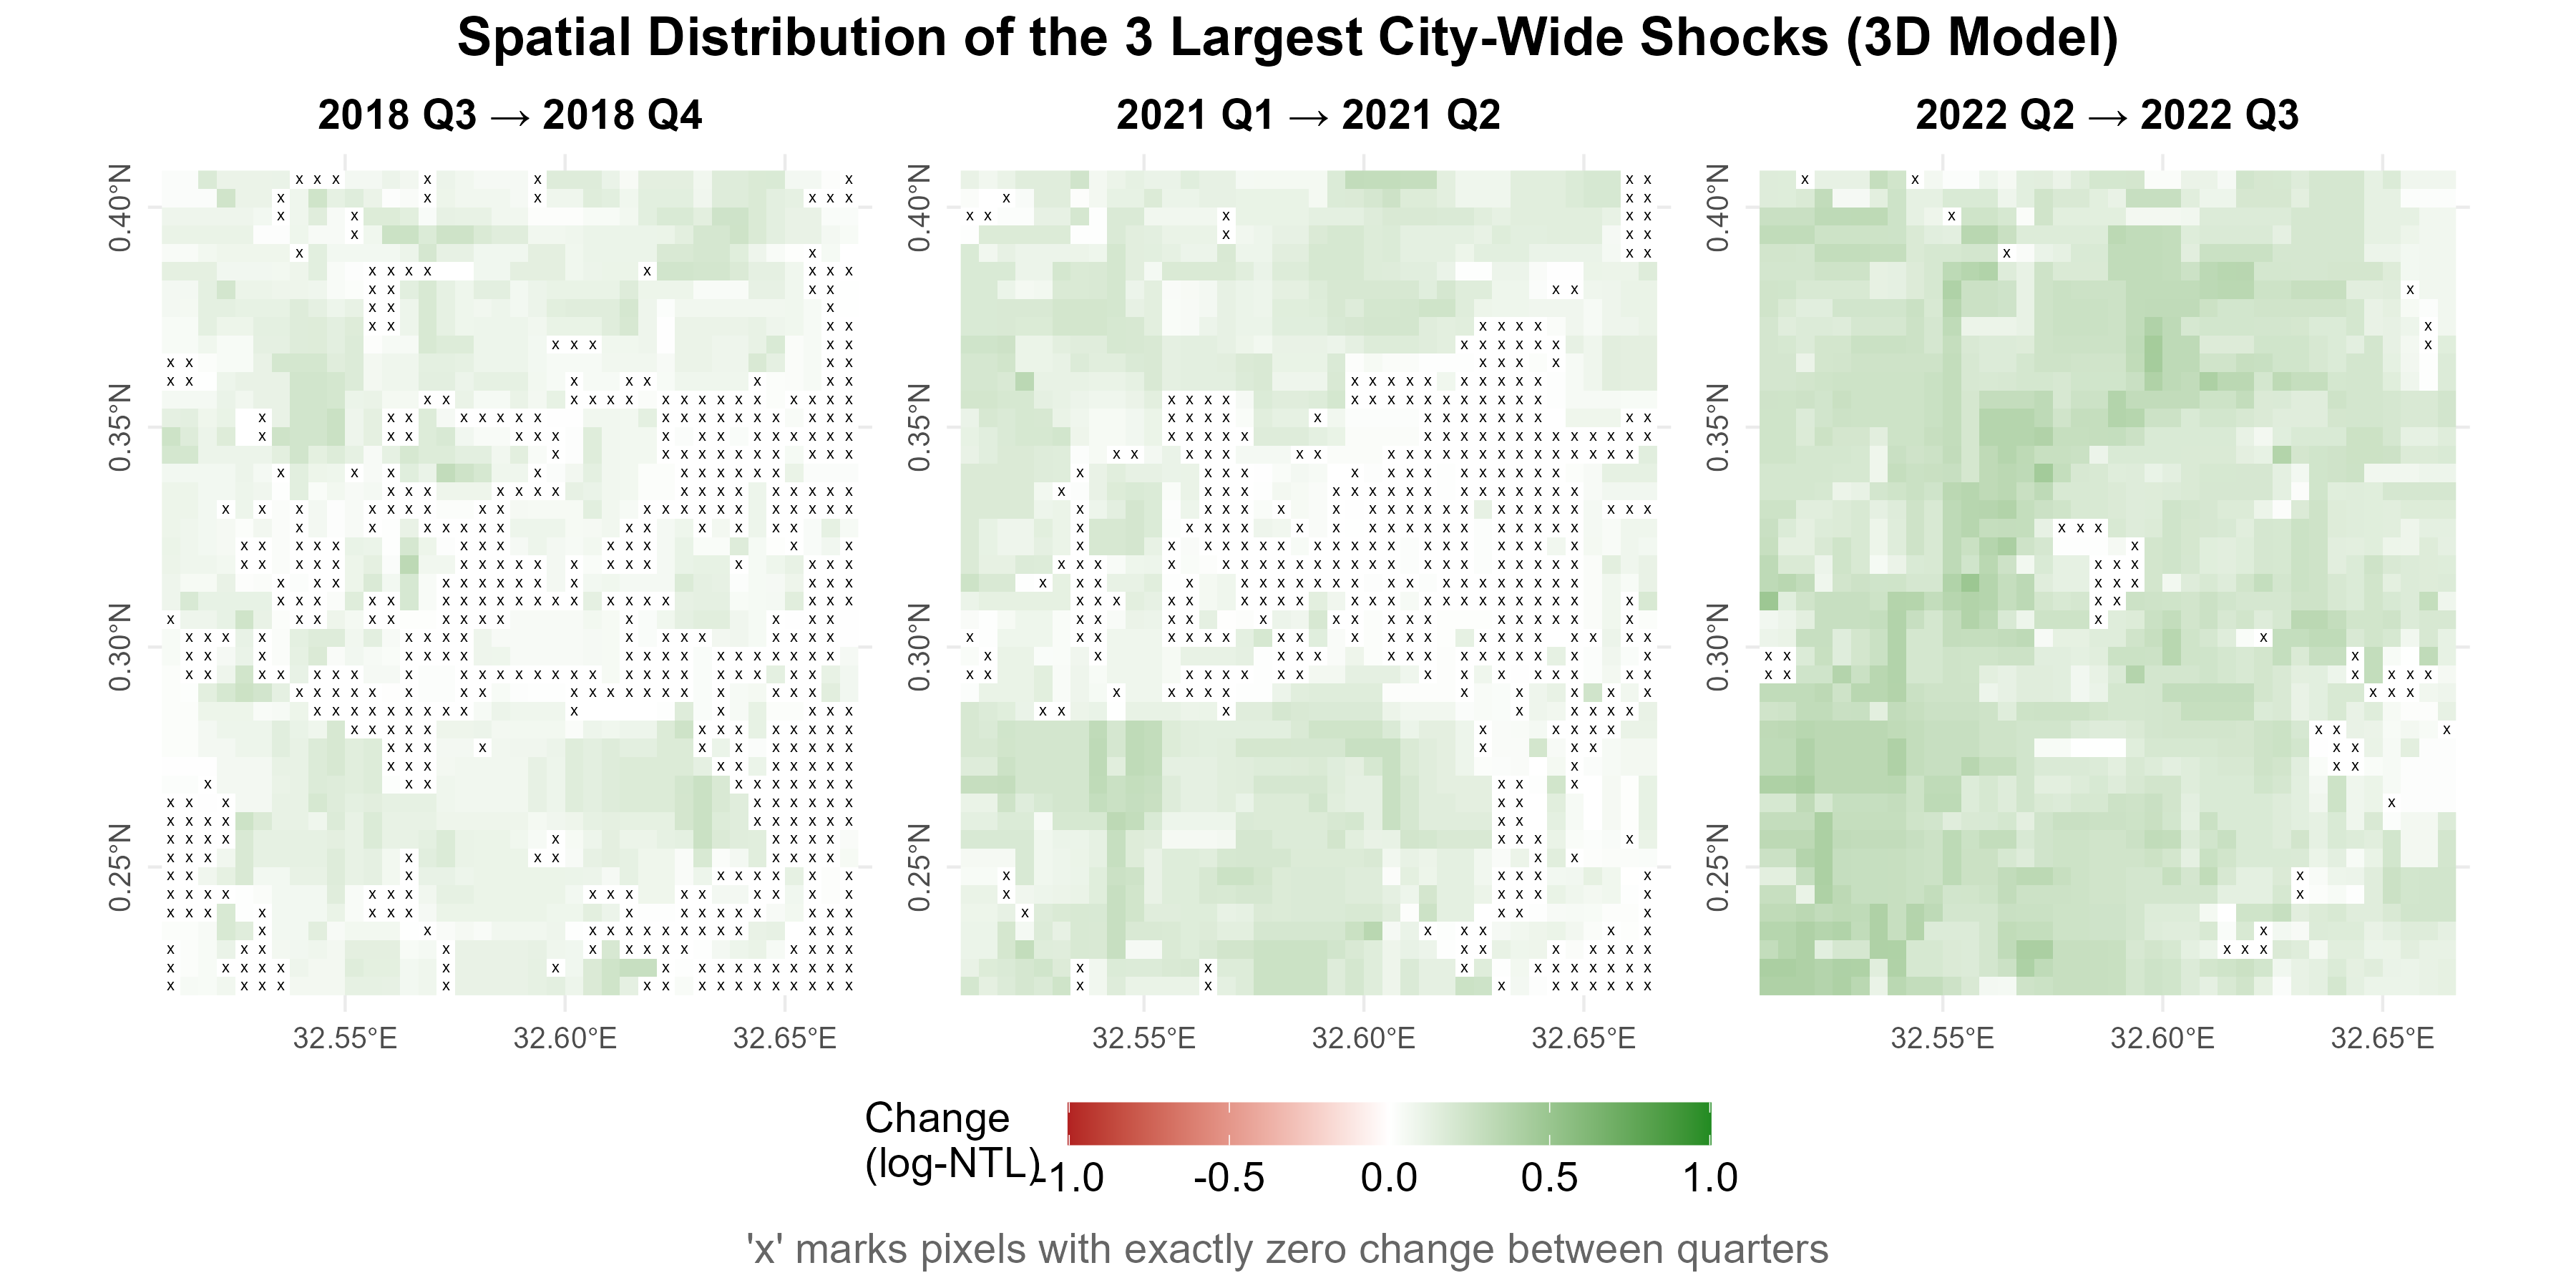 Spatial Distribution of the 3 Largest City-Wide Shocks (3D Model)
2018 Q3 → 2018 Q4
2021 Q1 → 2021 Q2
2022 Q2 → 2022 Q3
0.40°N
0.35°N
0.30°N
0.25°N
0.40°N
0.35°N
0.30°N
0.25°N
0.40°N
0.35°N
0.30°N
0.25°N
32.55°E 32.60°E 32.65°E
32.55°E 32.60°E 32.65°E
32.55°E 32.60°E 32.65°E
Change
(log-NTL)
-1.0 -0.5 0.0 0.5 1.0
'x' marks pixels with exactly zero change between quarters